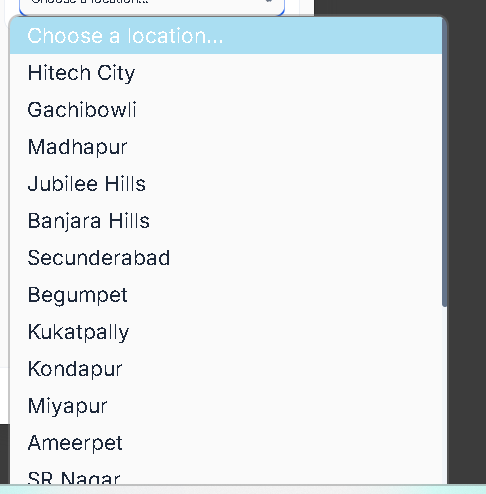 Choose a location...
Choose a location...
Hitech City
Gachibowli
Madhapur
Jubilee Hills
Banjara Hills
Secunderabad
Begumpet
Kukatpally
Kondapur
Miyapur
Ameerpet
SR Nagar